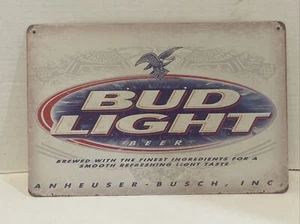 BUD
LIGHT
BEER
BREWED WITH THE FINEST INGREDIENTS FOR A
SMOOTH REFRESHING LIGHT TASTE
ANHEUSER-BUSCH, INC.